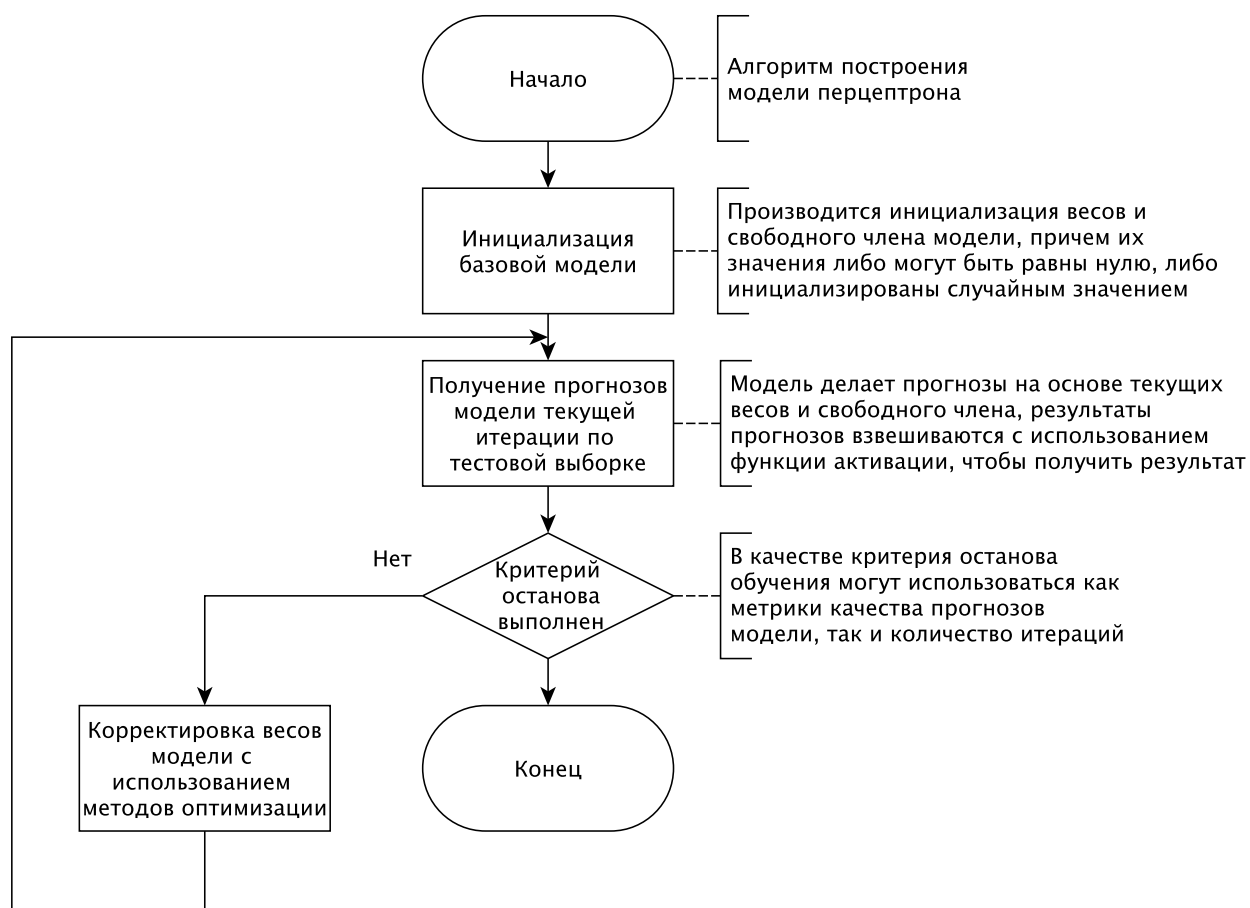 Начало
Алгоритм построения
модели перцептрона
Инициализация
базовой модели
Производится инициализация весов и
свободного члена модели, причем их
значения либо могут быть равны нулю, либо
инициализированы случайным значением
Получение прогнозов
модели текущей
итерации по
тестовой выборке
Модель делает прогнозы на основе текущих
весов и свободного члена, результаты
прогнозов взвешиваются с использованием
функции активации, чтобы получить результат
Нет
Критерий
останова
выполнен
В качестве критерия останова
обучения могут использоваться как
метрики качества прогнозов
модели, так и количество итераций
Корректировка весов
модели с
использованием
методов оптимизации
Конец